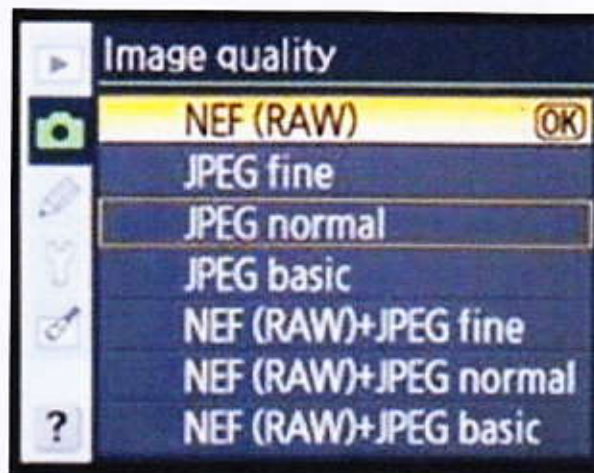 Image quality
NEF (RAW) OK
JPEG fine
JPEG normal
JPEG basic
NEF (RAW)+JPEG fine
NEF (RAW)+JPEG normal
? NEF (RAW)+JPEG basic